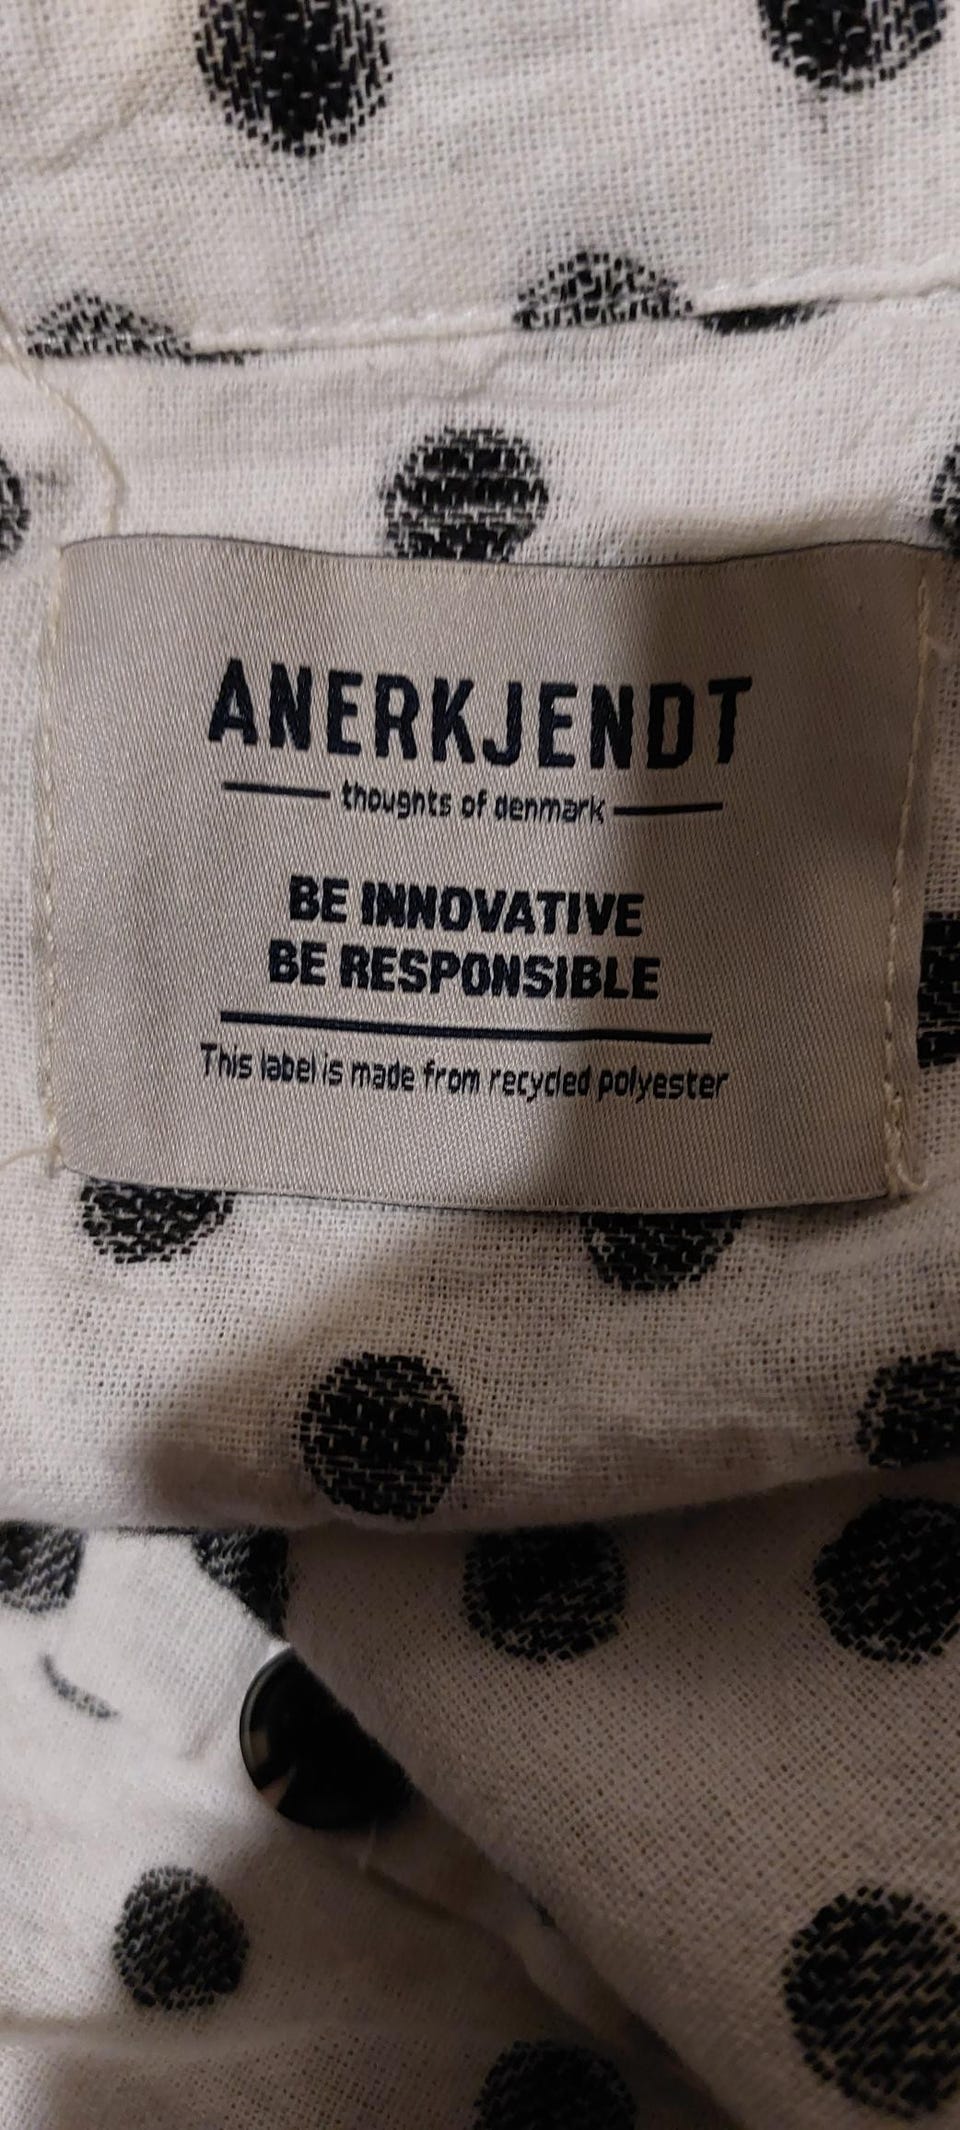 ANERKJENDT
thoughts of denmark
BE INNOVATIVE
BE RESPONSIBLE
This label is made from recycled polyester